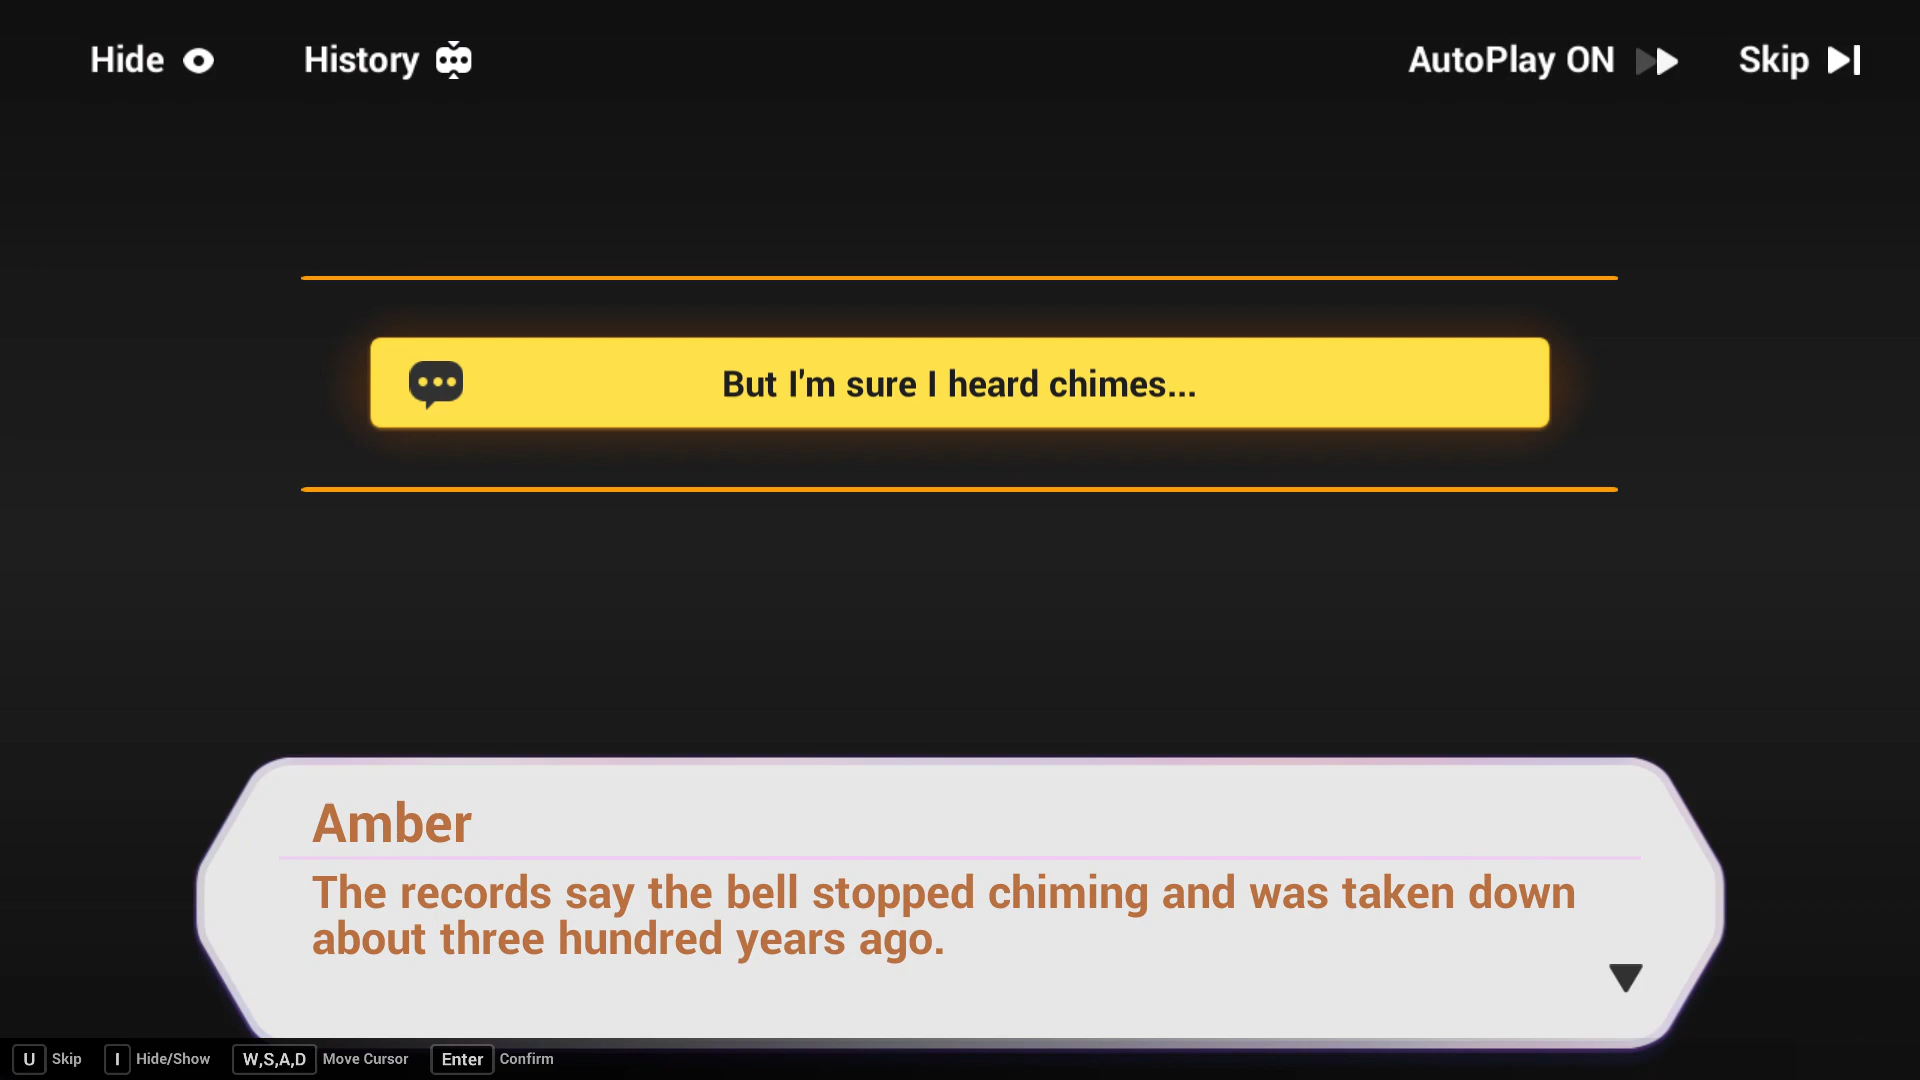 Hide
History
AutoPlay ON
Skip
But I'm sure I heard chimes...
Amber
The records say the bell stopped chiming and was taken down
about three hundred years ago.
U Skip I Hide/Show W,S,A,D Move Cursor Enter Confirm